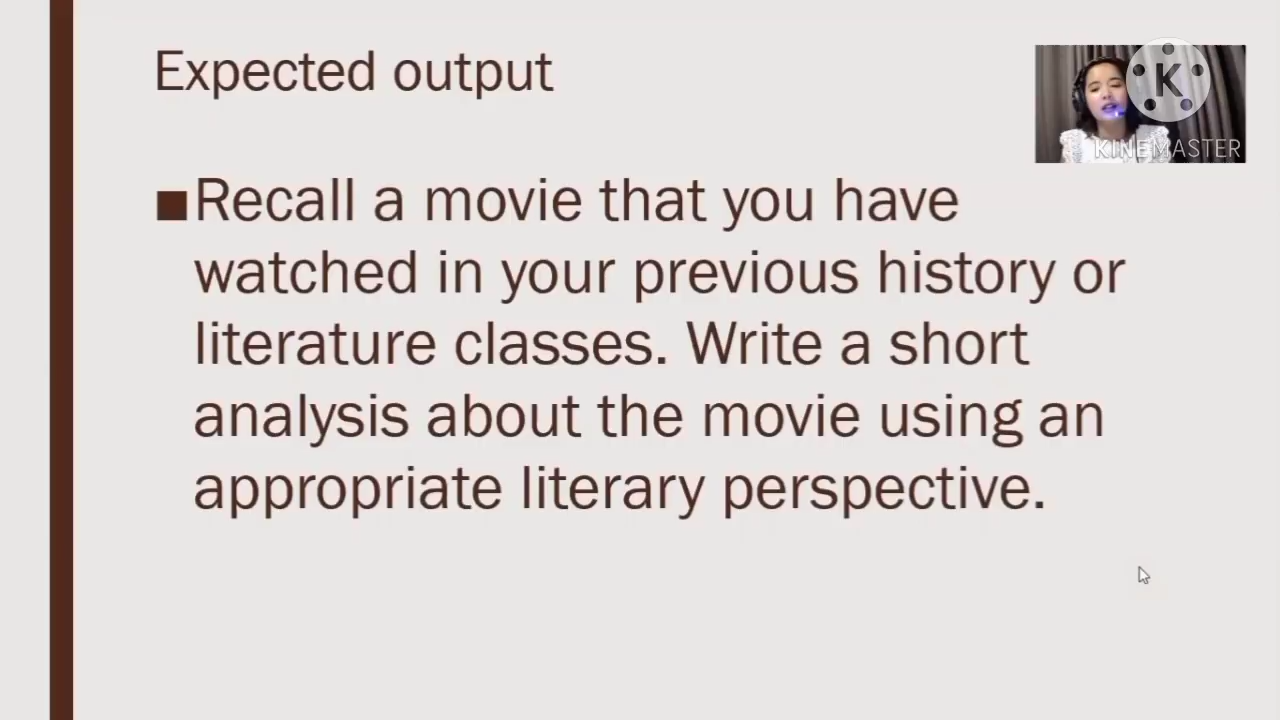 Expected output
K
KINEMASTER
■Recall a movie that you have
watched in your previous history or
literature classes. Write a short
analysis about the movie using an
appropriate literary perspective.